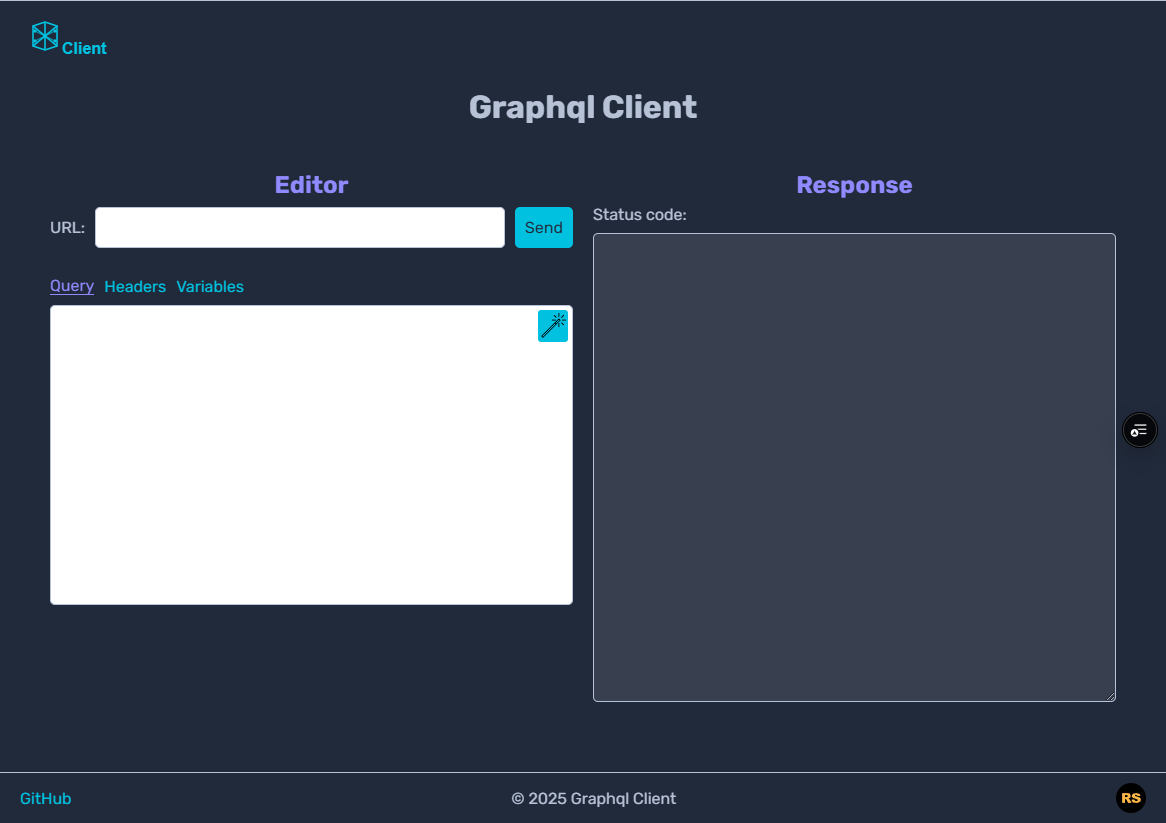 Client
Graphql Client
Editor
URL:
Send
Query Headers Variables
Response
Status code:
GitHub
© 2025 Graphql Client
RS